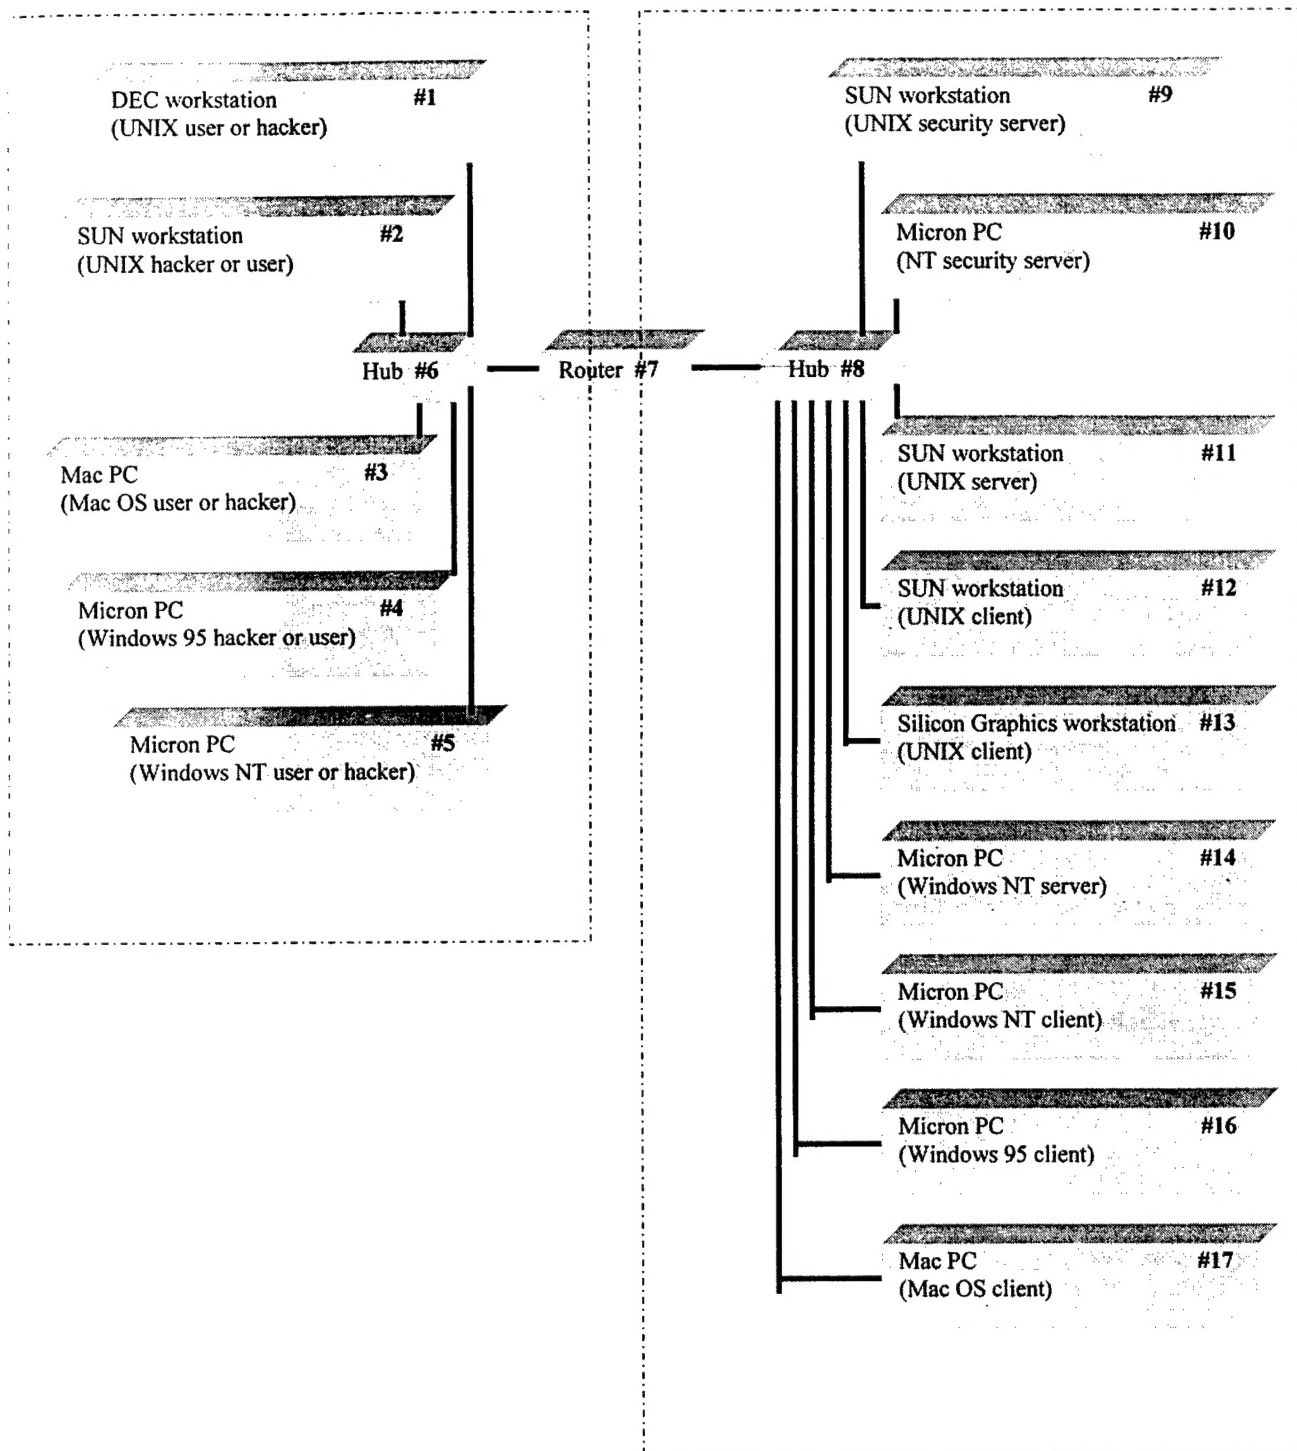 DEC workstation #1
(UNIX user or hacker)
SUN workstation #2
(UNIX hacker or user)
Hub #6
Mac PC #3
(Mac OS user or hacker)
Micron PC #4
(Windows 95 hacker or user)
Micron PC #5
(Windows NT user or hacker)
Router #7
SUN workstation #9
(UNIX security server)
Micron PC #10
(NT security server)
Hub #8
SUN workstation #11
(UNIX server)
SUN workstation #12
(UNIX client)
Silicon Graphics workstation #13
(UNIX client)
Micron PC #14
(Windows NT server)
Micron PC #15
(Windows NT client)
Micron PC #16
(Windows 95 client)
Mac PC #17
(Mac OS client)